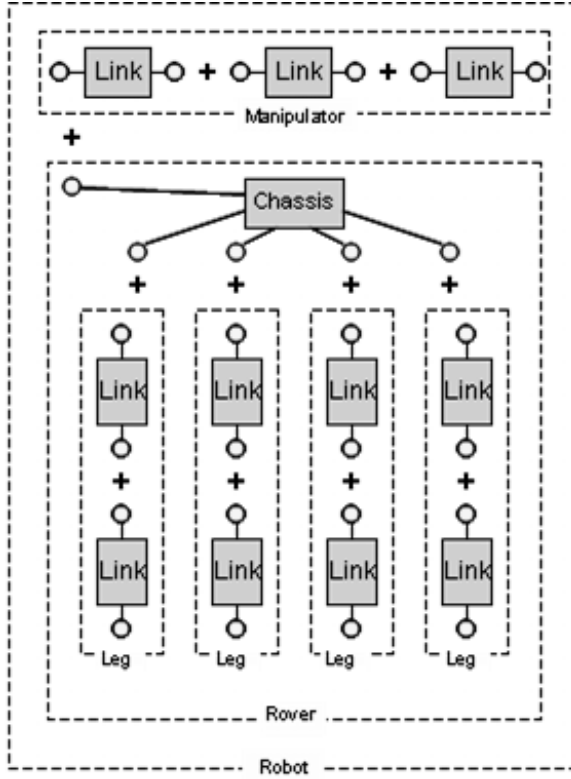 Link + Link + Link
Manipulator
+
Chassis
+ + + +
Link Link Link Link
+ + + +
Link Link Link Link
Leg Leg Leg Leg
Rover
Robot